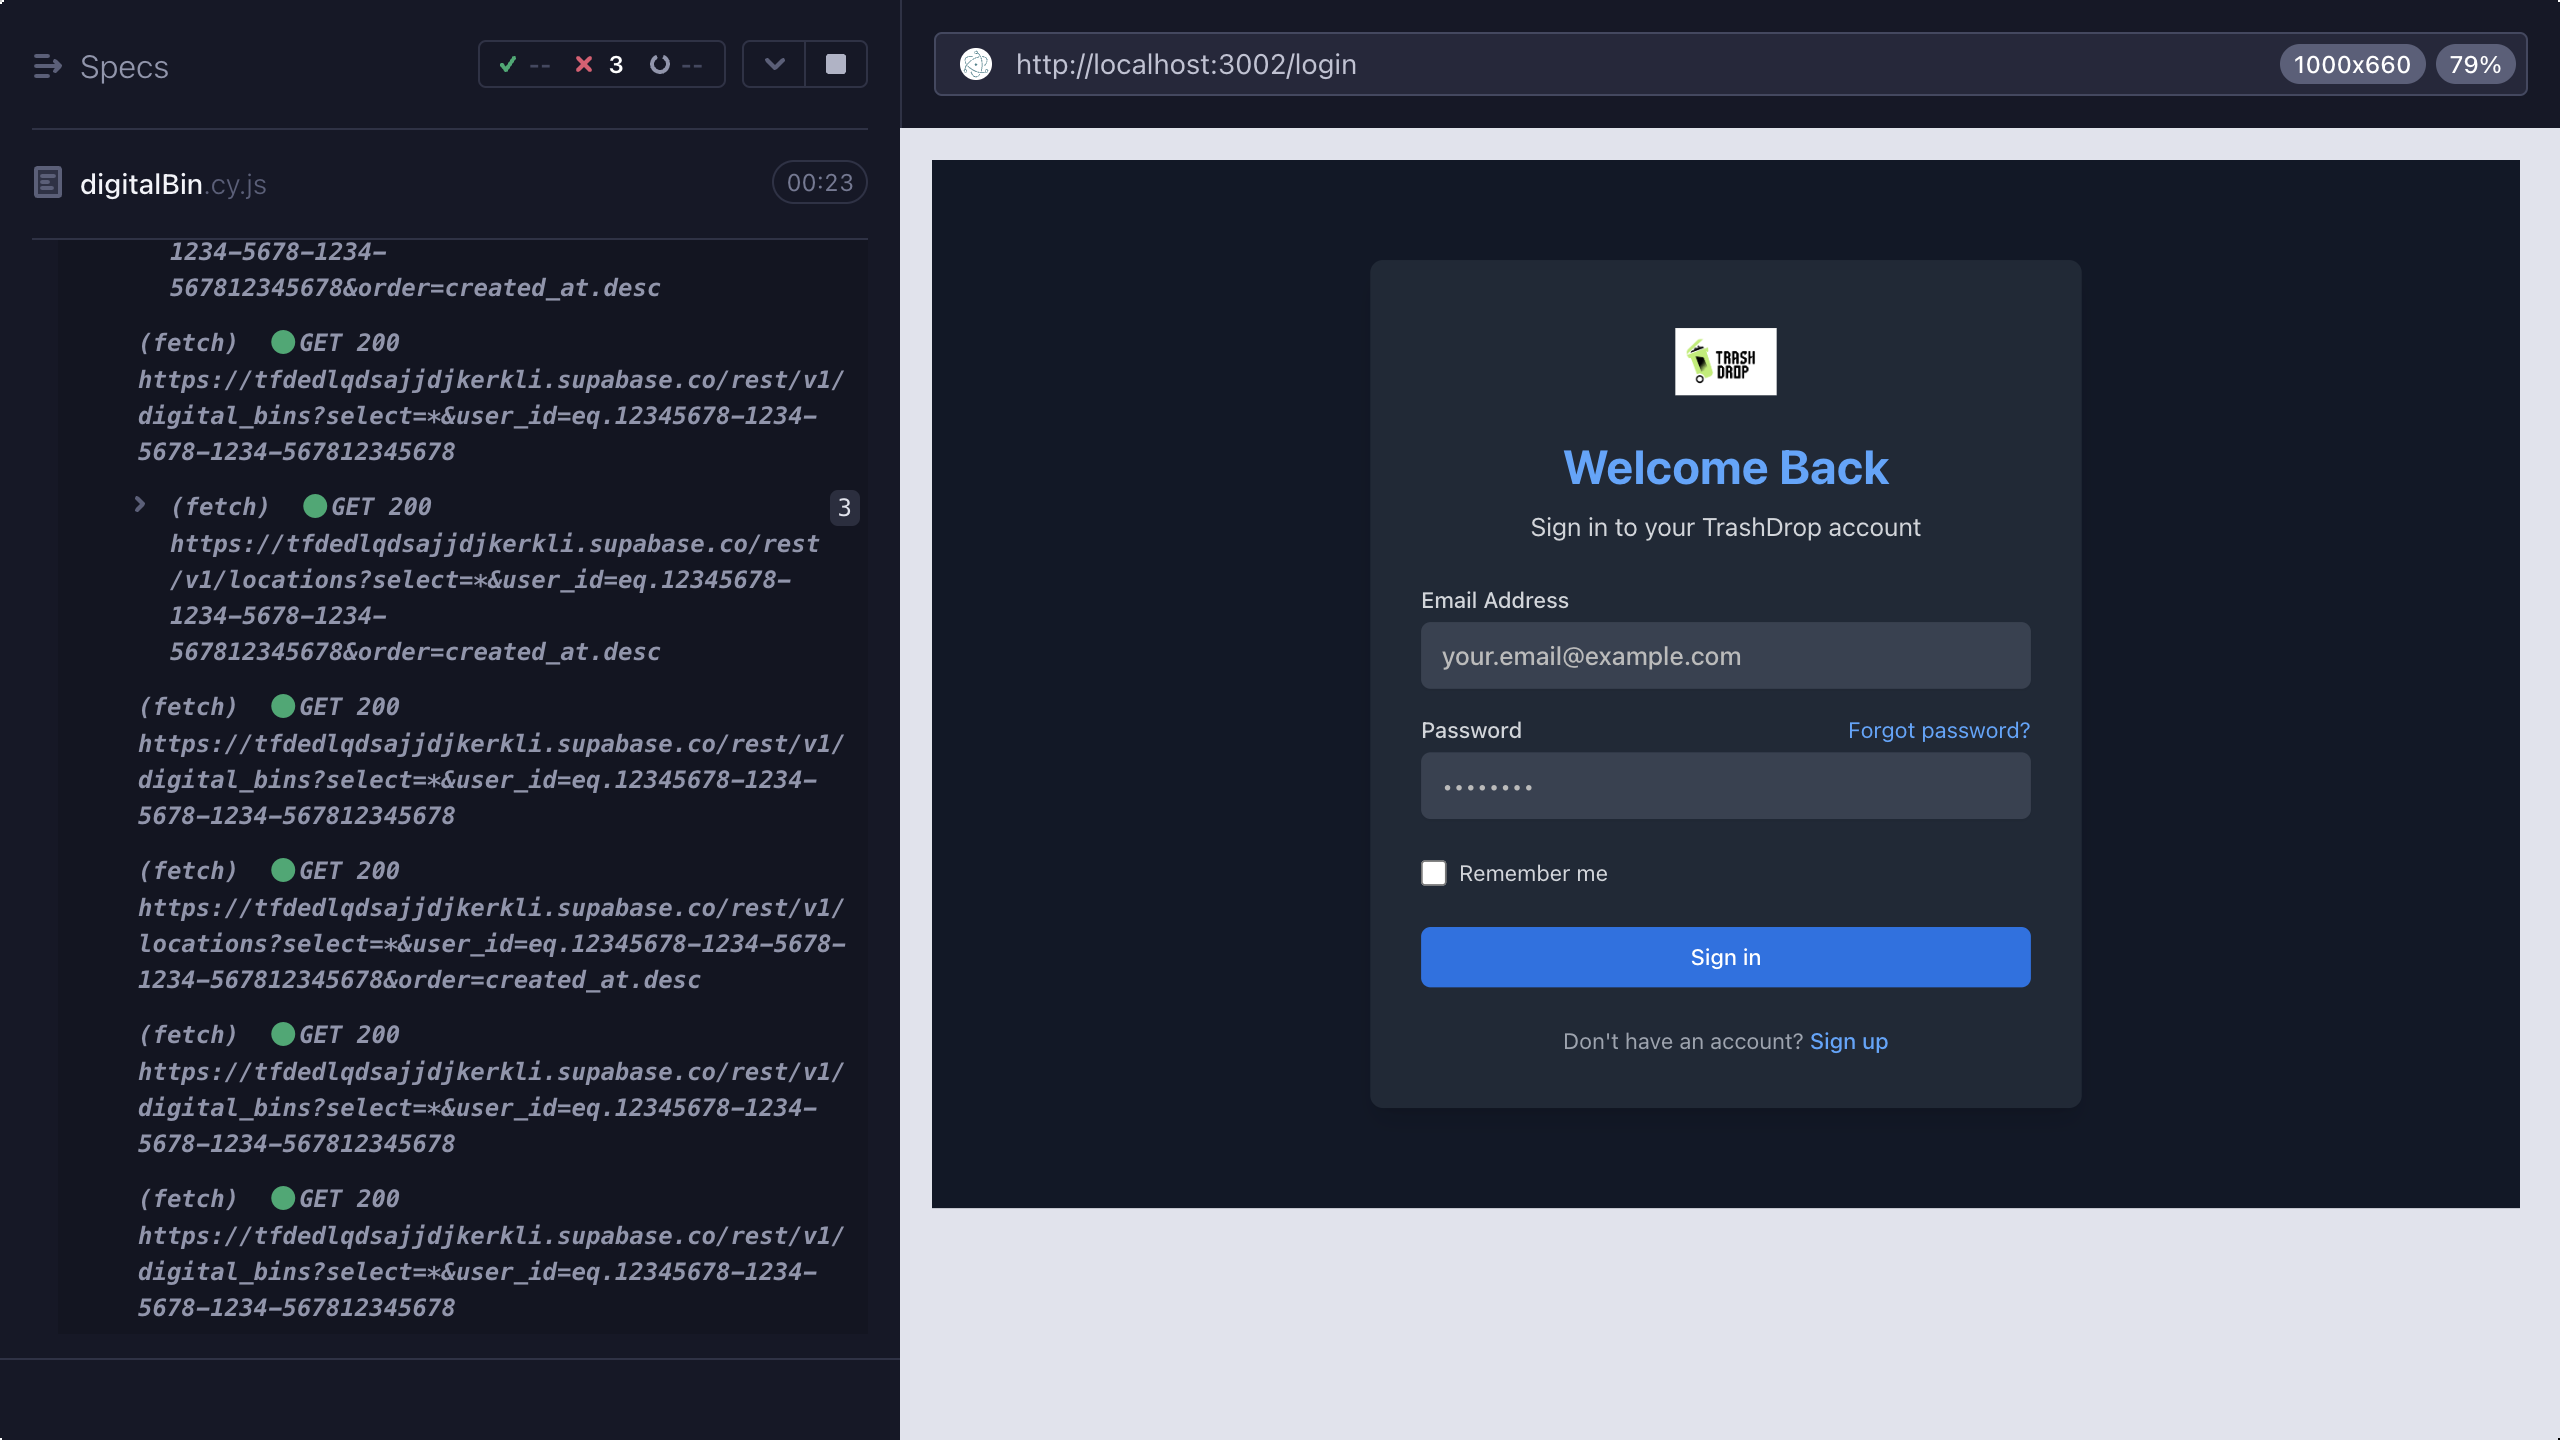 Specs
-- 3 --
digitalBin.cy.js
00:23
1234-5678-1234-
567812345678&order=created_at.desc
(fetch) GET 200
https://tfdedlqdsajjdjkerkli.supabase.co/rest/v1/
digital_bins?select=*&user_id=eq.12345678-1234-
5678-1234-567812345678
(fetch) GET 200
3
https://tfdedlqdsajjdjkerkli.supabase.co/rest
/v1/locations?select=*&user_id=eq.12345678-
1234-5678-1234-
567812345678&order=created_at.desc
(fetch) GET 200
https://tfdedlqdsajjdjkerkli.supabase.co/rest/v1/
digital_bins?select=*&user_id=eq.12345678-1234-
5678-1234-567812345678
(fetch) GET 200
https://tfdedlqdsajjdjkerkli.supabase.co/rest/v1/
locations?select=*&user_id=eq.12345678-1234-5678-
1234-567812345678&order=created_at.desc
(fetch) GET 200
https://tfdedlqdsajjdjkerkli.supabase.co/rest/v1/
digital_bins?select=*&user_id=eq.12345678-1234-
5678-1234-567812345678
(fetch) GET 200
https://tfdedlqdsajjdjkerkli.supabase.co/rest/v1/
digital_bins?select=*&user_id=eq.12345678-1234-
5678-1234-567812345678
http://localhost:3002/login
1000x660
79%
TRASH
DROP
Welcome Back
Sign in to your TrashDrop account
Email Address
your.email@example.com
Password
Forgot password?
••••••••
Remember me
Sign in
Don't have an account? Sign up